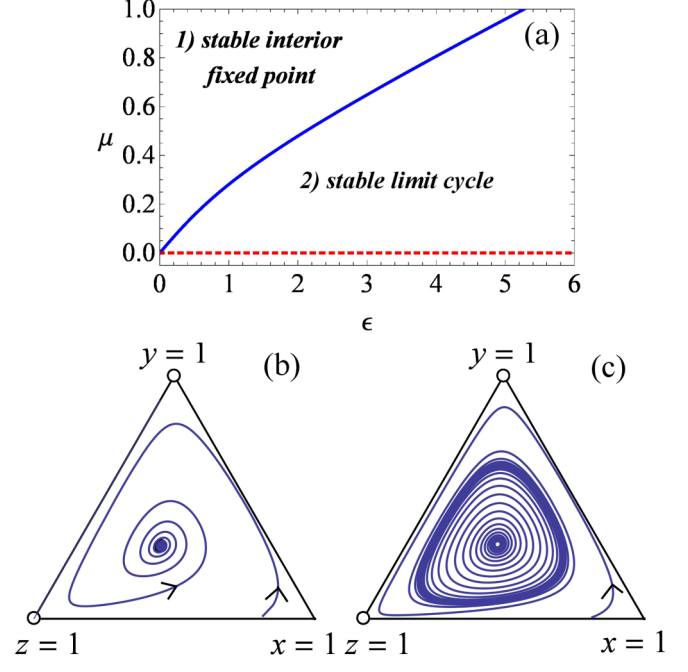 1.0
1) stable interior
fixed point
(a)
0.8
0.6
μ
0.4
2) stable limit cycle
0.2
0.0
0 1 2 3 4 5 6
ϵ
y = 1
(b)
y = 1
(c)
z = 1
x = 1
z = 1
x = 1